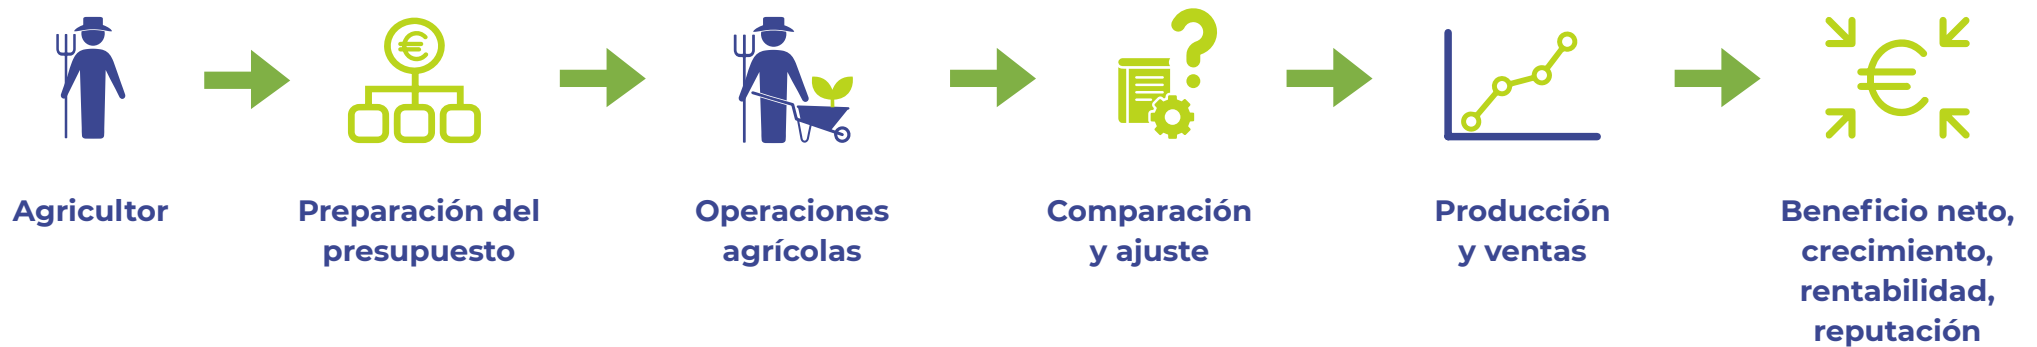 Agricultor
Preparación del
presupuesto
Operaciones
agrícolas
Comparación
y ajuste
Producción
y ventas
Beneficio neto,
crecimiento,
rentabilidad,
reputación